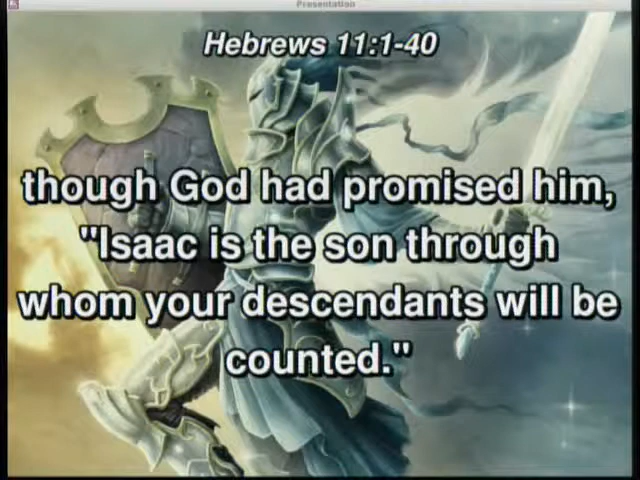 Presentation
Hebrews 11:1-40
though God had promised him,
"Isaac is the son through
whom your descendants will be
counted."